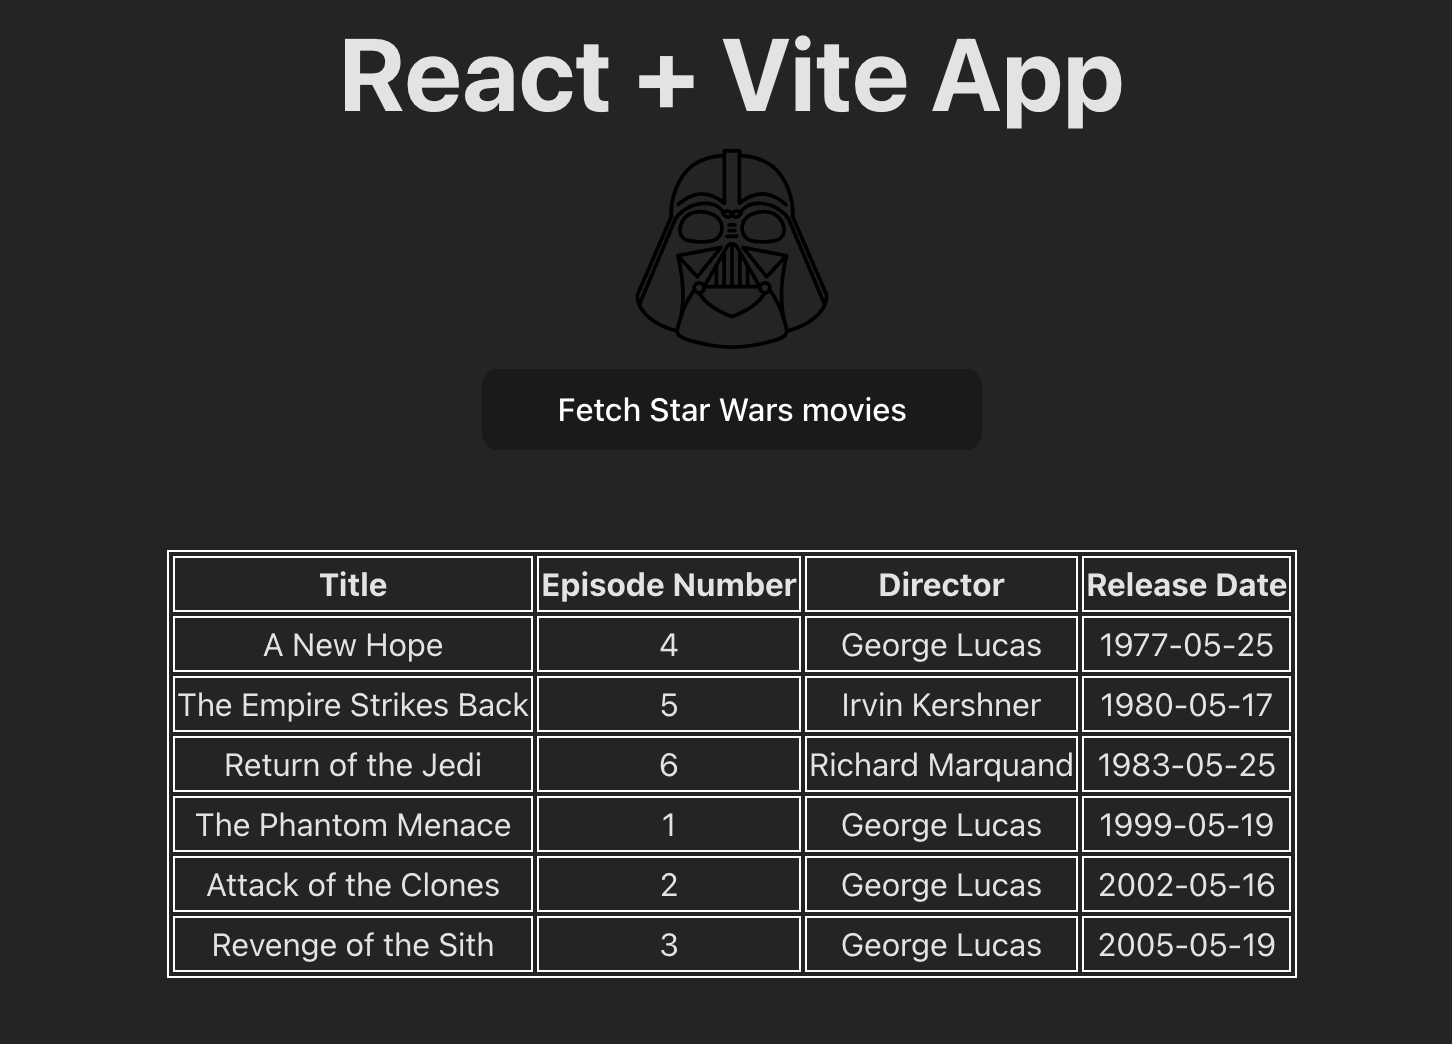 React + Vite App
Fetch Star Wars movies
Title Episode Number Director Release Date
A New Hope 4 George Lucas 1977-05-25
The Empire Strikes Back 5 Irvin Kershner 1980-05-17
Return of the Jedi 6 Richard Marquand 1983-05-25
The Phantom Menace 1 George Lucas 1999-05-19
Attack of the Clones 2 George Lucas 2002-05-16
Revenge of the Sith 3 George Lucas 2005-05-19